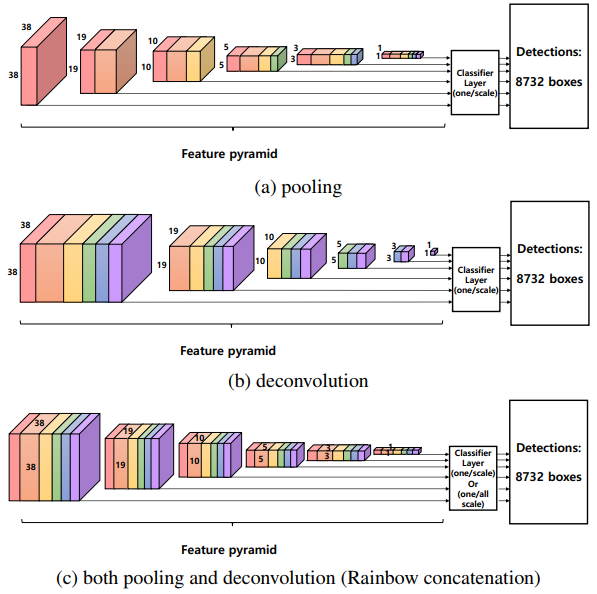 38
38
19
19
10
10
5
5
3
3
1
1
Classifier
Layer
(one/scale)
Detections:
8732 boxes
Feature pyramid
(a) pooling
38
38
19
19
10
10
5
5
3
3
1
1
Classifier
Layer
(one/scale)
Detections:
8732 boxes
Feature pyramid
(b) deconvolution
38
38
19
19
10
10
5
5
3
3
1
1
Classifier
Layer
(one/scale)
Or
(one/all
scale)
Detections:
8732 boxes
Feature pyramid
(c) both pooling and deconvolution (Rainbow concatenation)